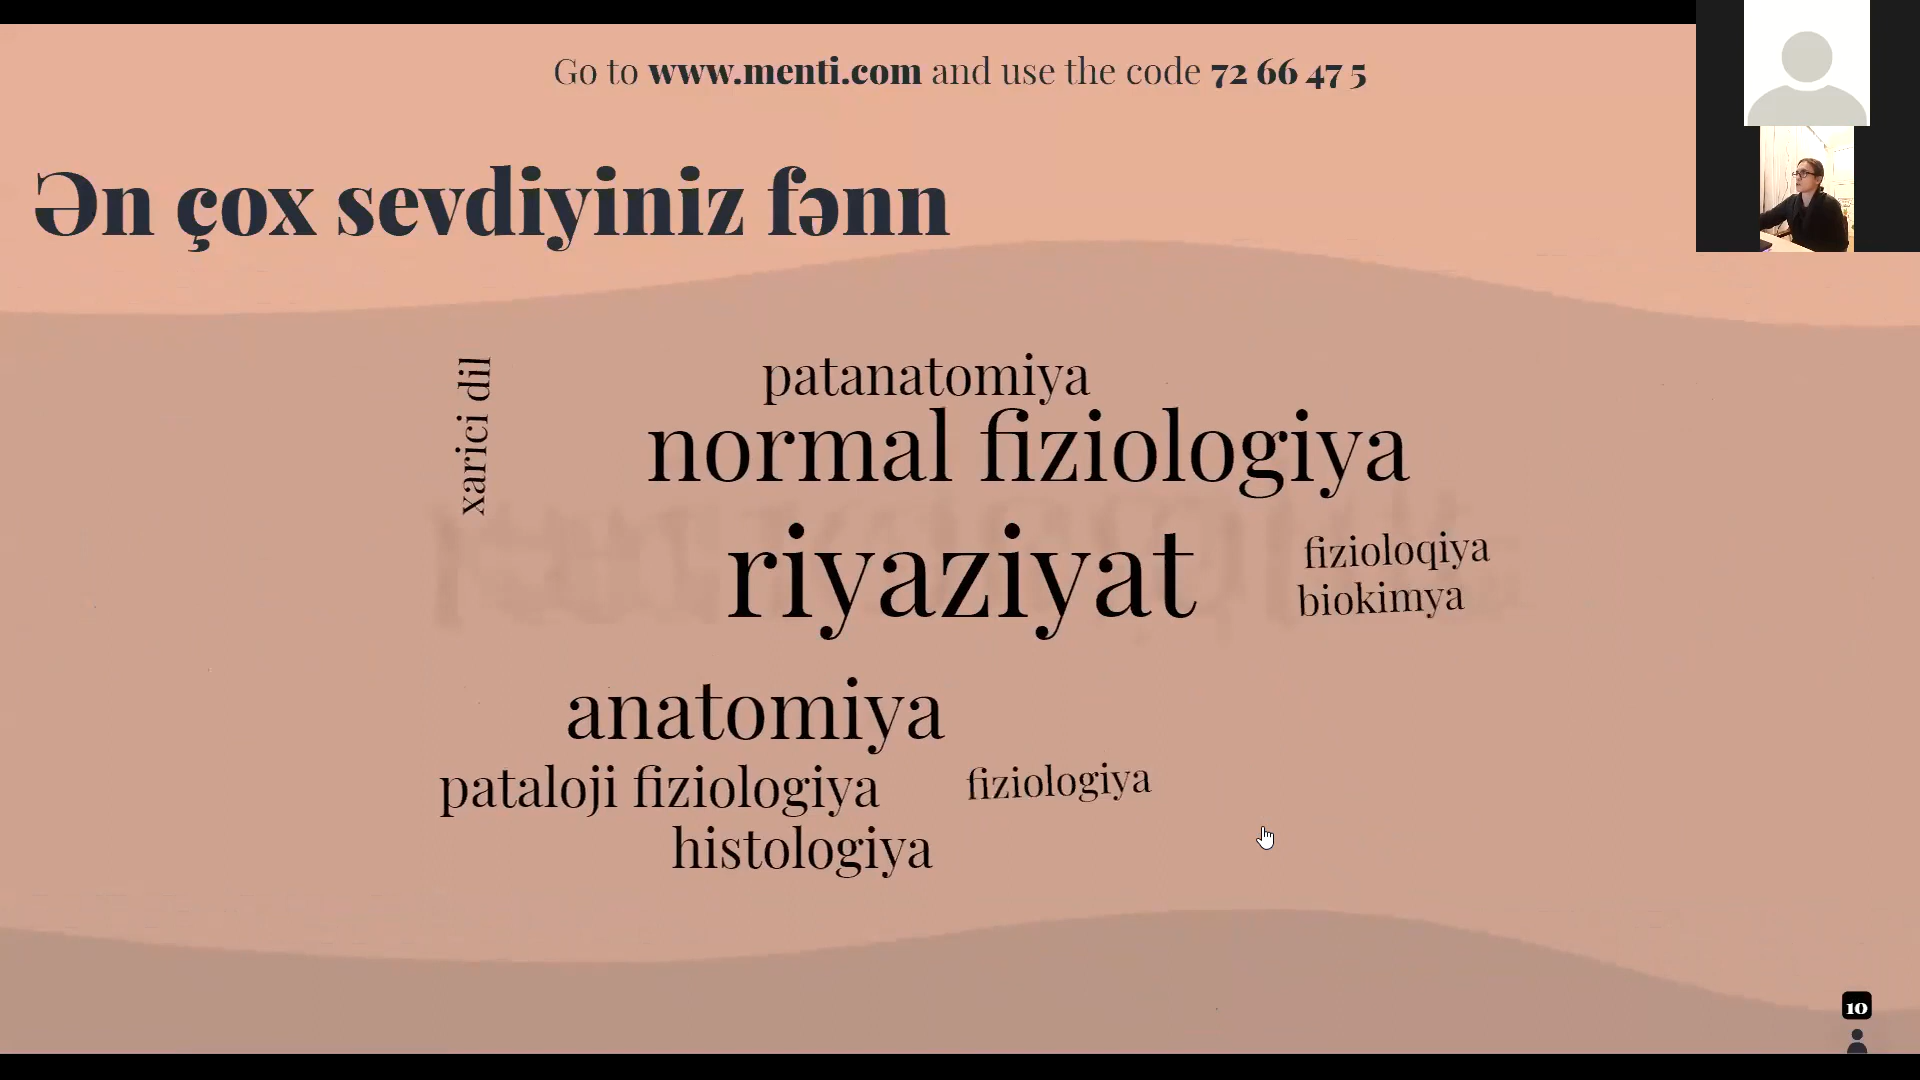 Go to www.menti.com and use the code 72 66 47 5
Ən çox sevdiyiniz fənn
xarici dil
patanatomiya
normal fiziologiya
riyaziyat
fizioloqiya
biokimya
anatomiya
pataloji fiziologiya
fiziologiya
histologiya
10